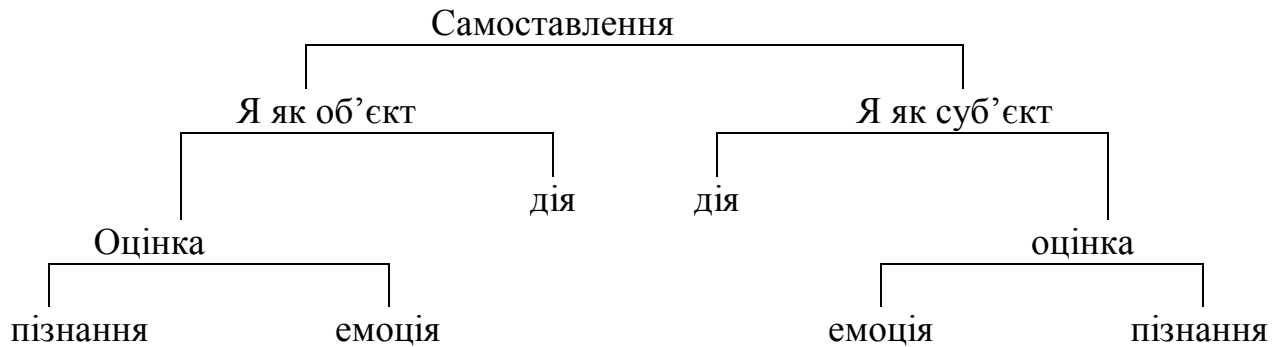 Самоставлення
Я як об’єкт Я як суб’єкт
дія дія
Оцінка оцінка
пізнання емоція емоція пізнання